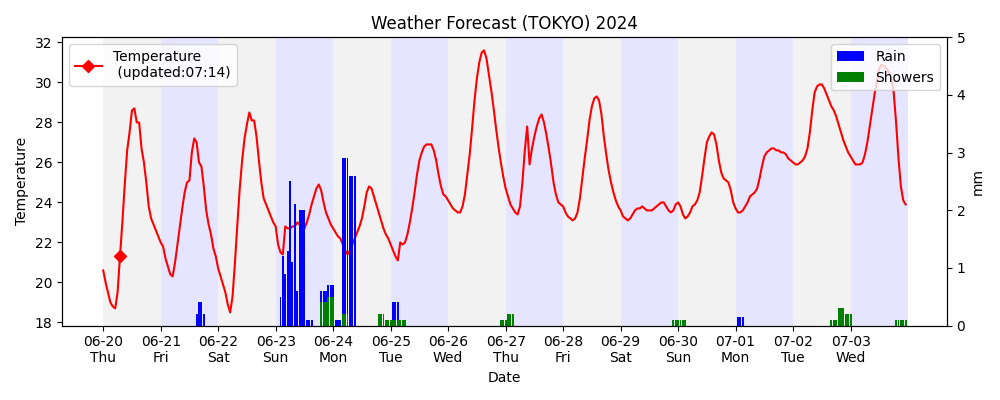 Weather Forecast (TOKYO) 2024
Temperature
(updated:07:14)
Rain
Showers
32
30
28
26
24
22
20
18
Temperature
5
4
3
2
1
0
mm
06-20 06-21 06-22 06-23 06-24 06-25 06-26 06-27 06-28 06-29 06-30 07-01 07-02 07-03
Thu Fri Sat Sun Mon Tue Wed Thu Fri Sat Sun Mon Tue Wed
Date